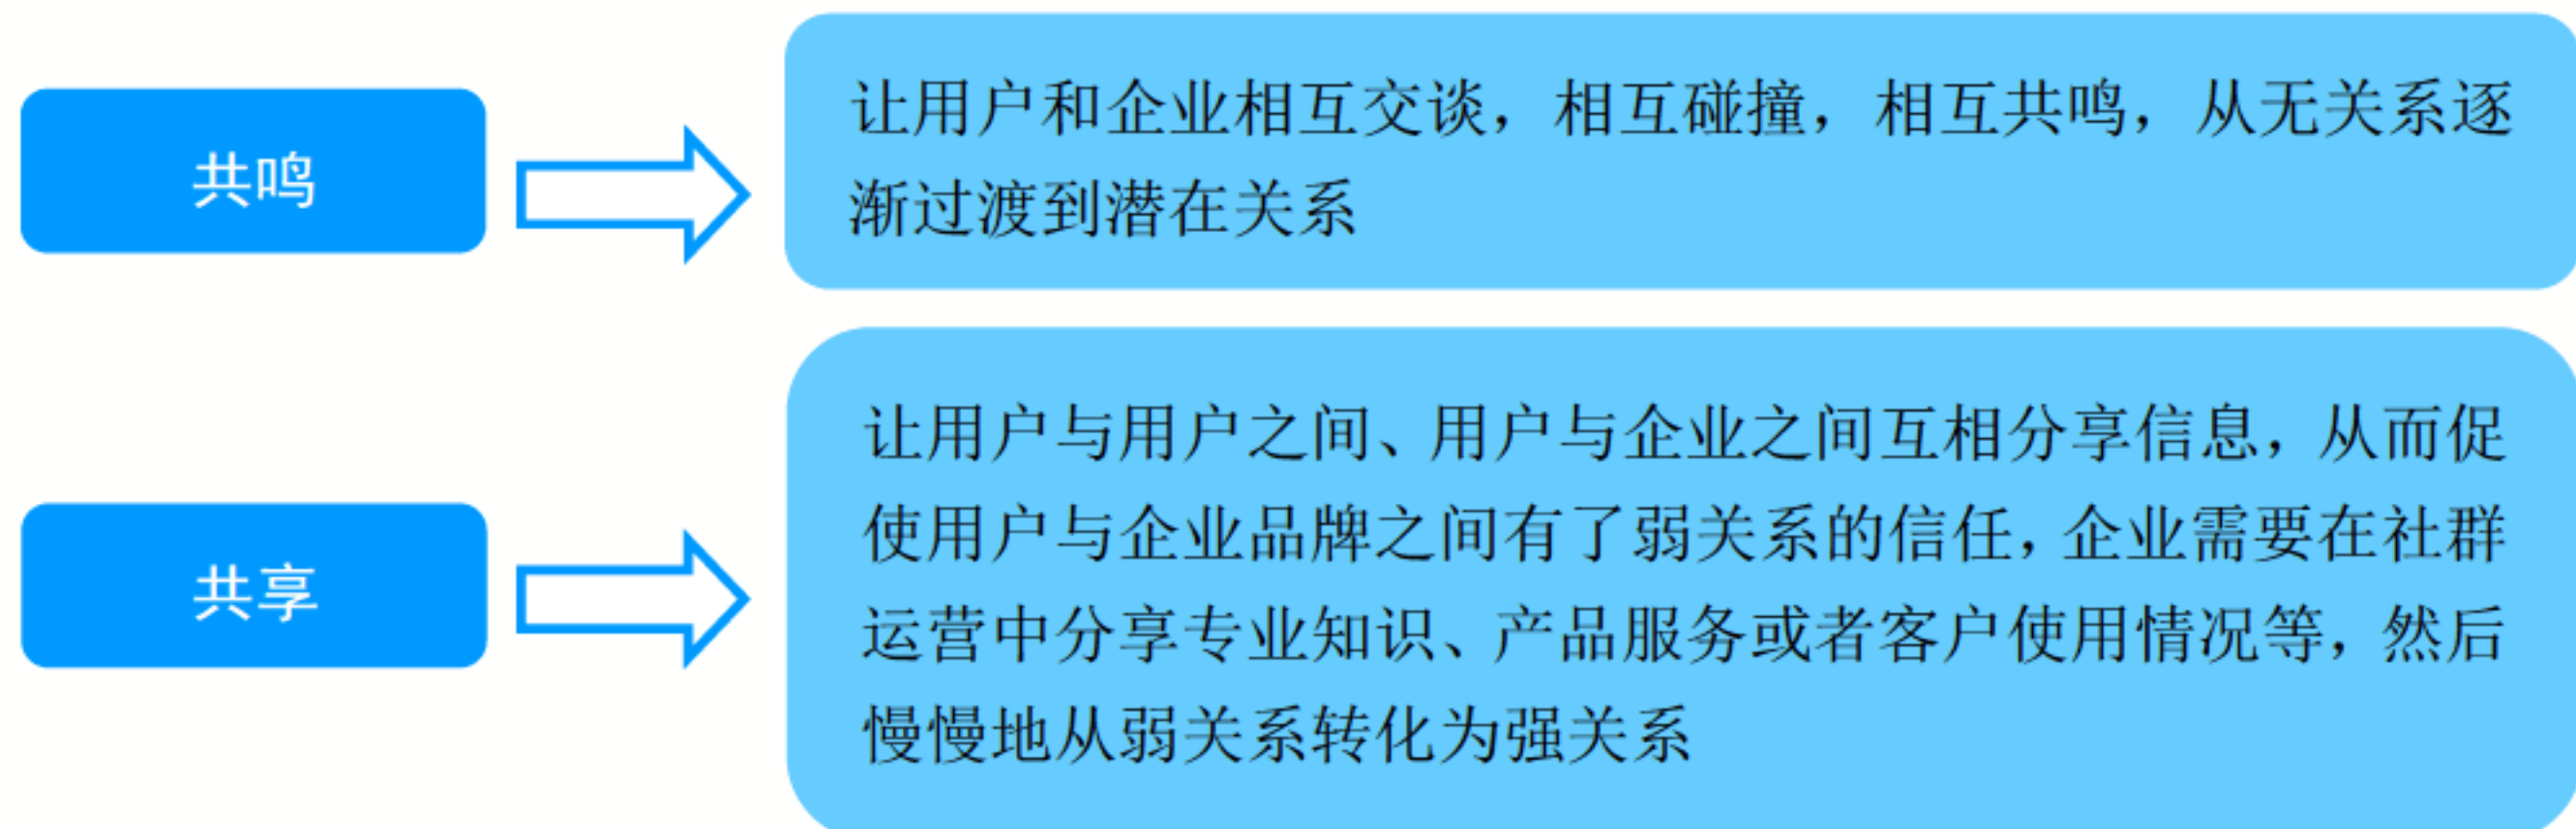 共鸣
让用户和企业相互交谈，相互碰撞，相互共鸣，从无关系逐
渐过渡到潜在关系
共享
让用户与用户之间、用户与企业之间互相分享信息，从而促
使用户与企业品牌之间有了弱关系的信任，企业需要在社群
运营中分享专业知识、产品服务或者客户使用情况等，然后
慢慢地从弱关系转化为强关系